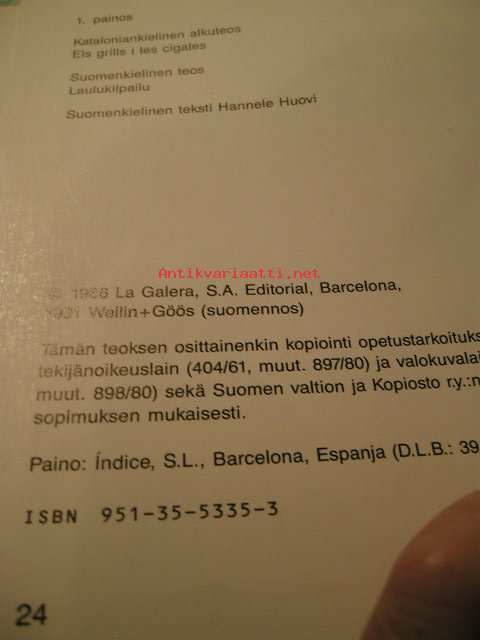 1. painos
Kataloniankielinen alkuteos
Els grills i les cigales
Suomenkielinen teos
Laulukilpailu
Suomenkielinen teksti Hannele Huovi
Antikvariaatti.net
© 1986 La Galera, S.A. Editorial, Barcelona,
1991 Weilin+Göös (suomennos)
Tämän teoksen osittainenkin kopiointi opetustarkoituks
tekijänoikeuslain (404/61, muut. 897/80) ja valokuvalai
muut. 898/80) sekä Suomen valtion ja Kopiosto r.y.:n
sopimuksen mukaisesti.
Paino: Índice, S.L., Barcelona, Espanja (D.L.B.: 39
ISBN 951-35-5335-3
24